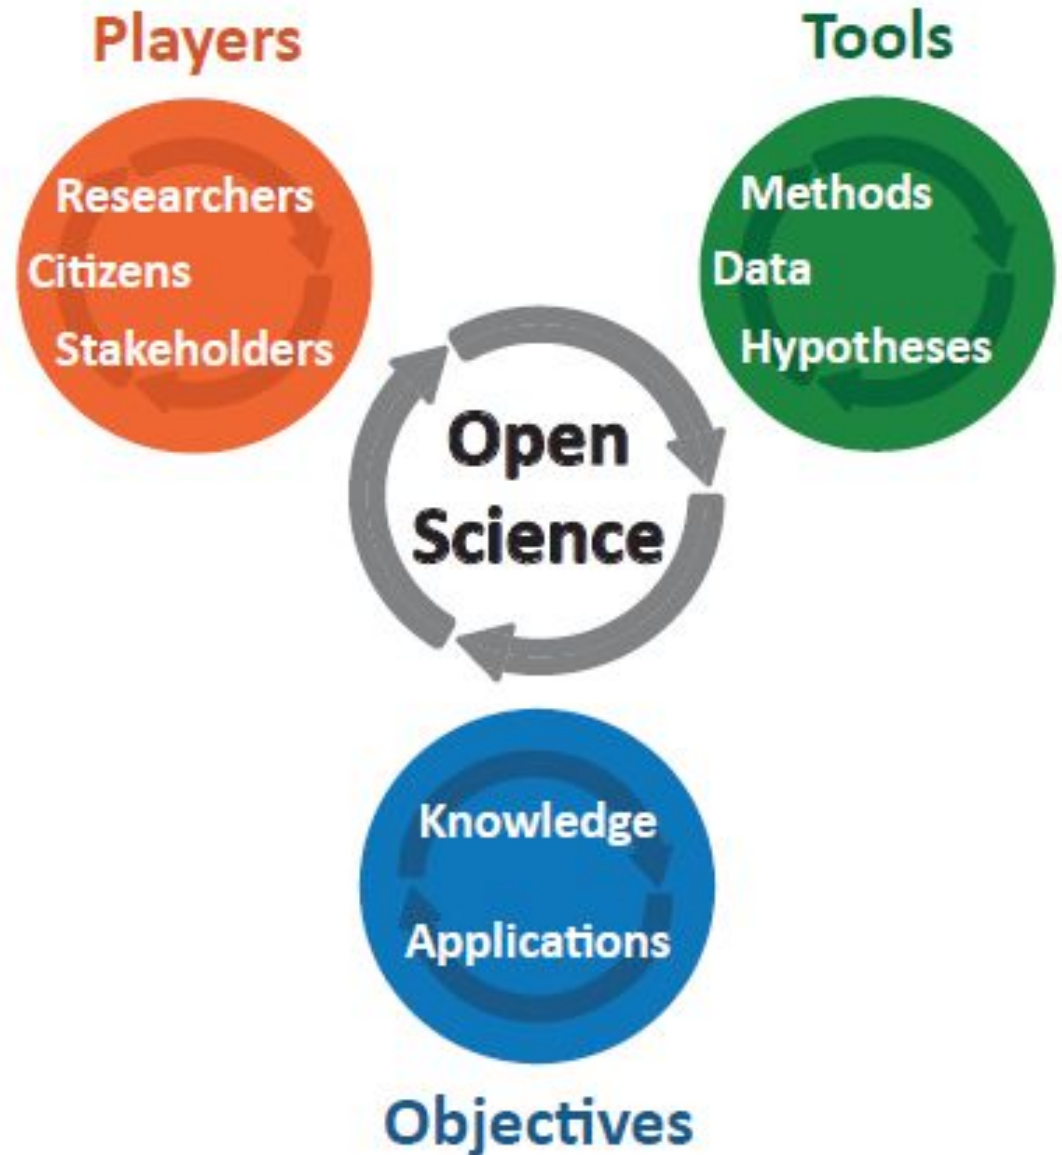 Players
Researchers
Citizens
Stakeholders
Tools
Methods
Data
Hypotheses
Open
Science
Knowledge
Applications
Objectives